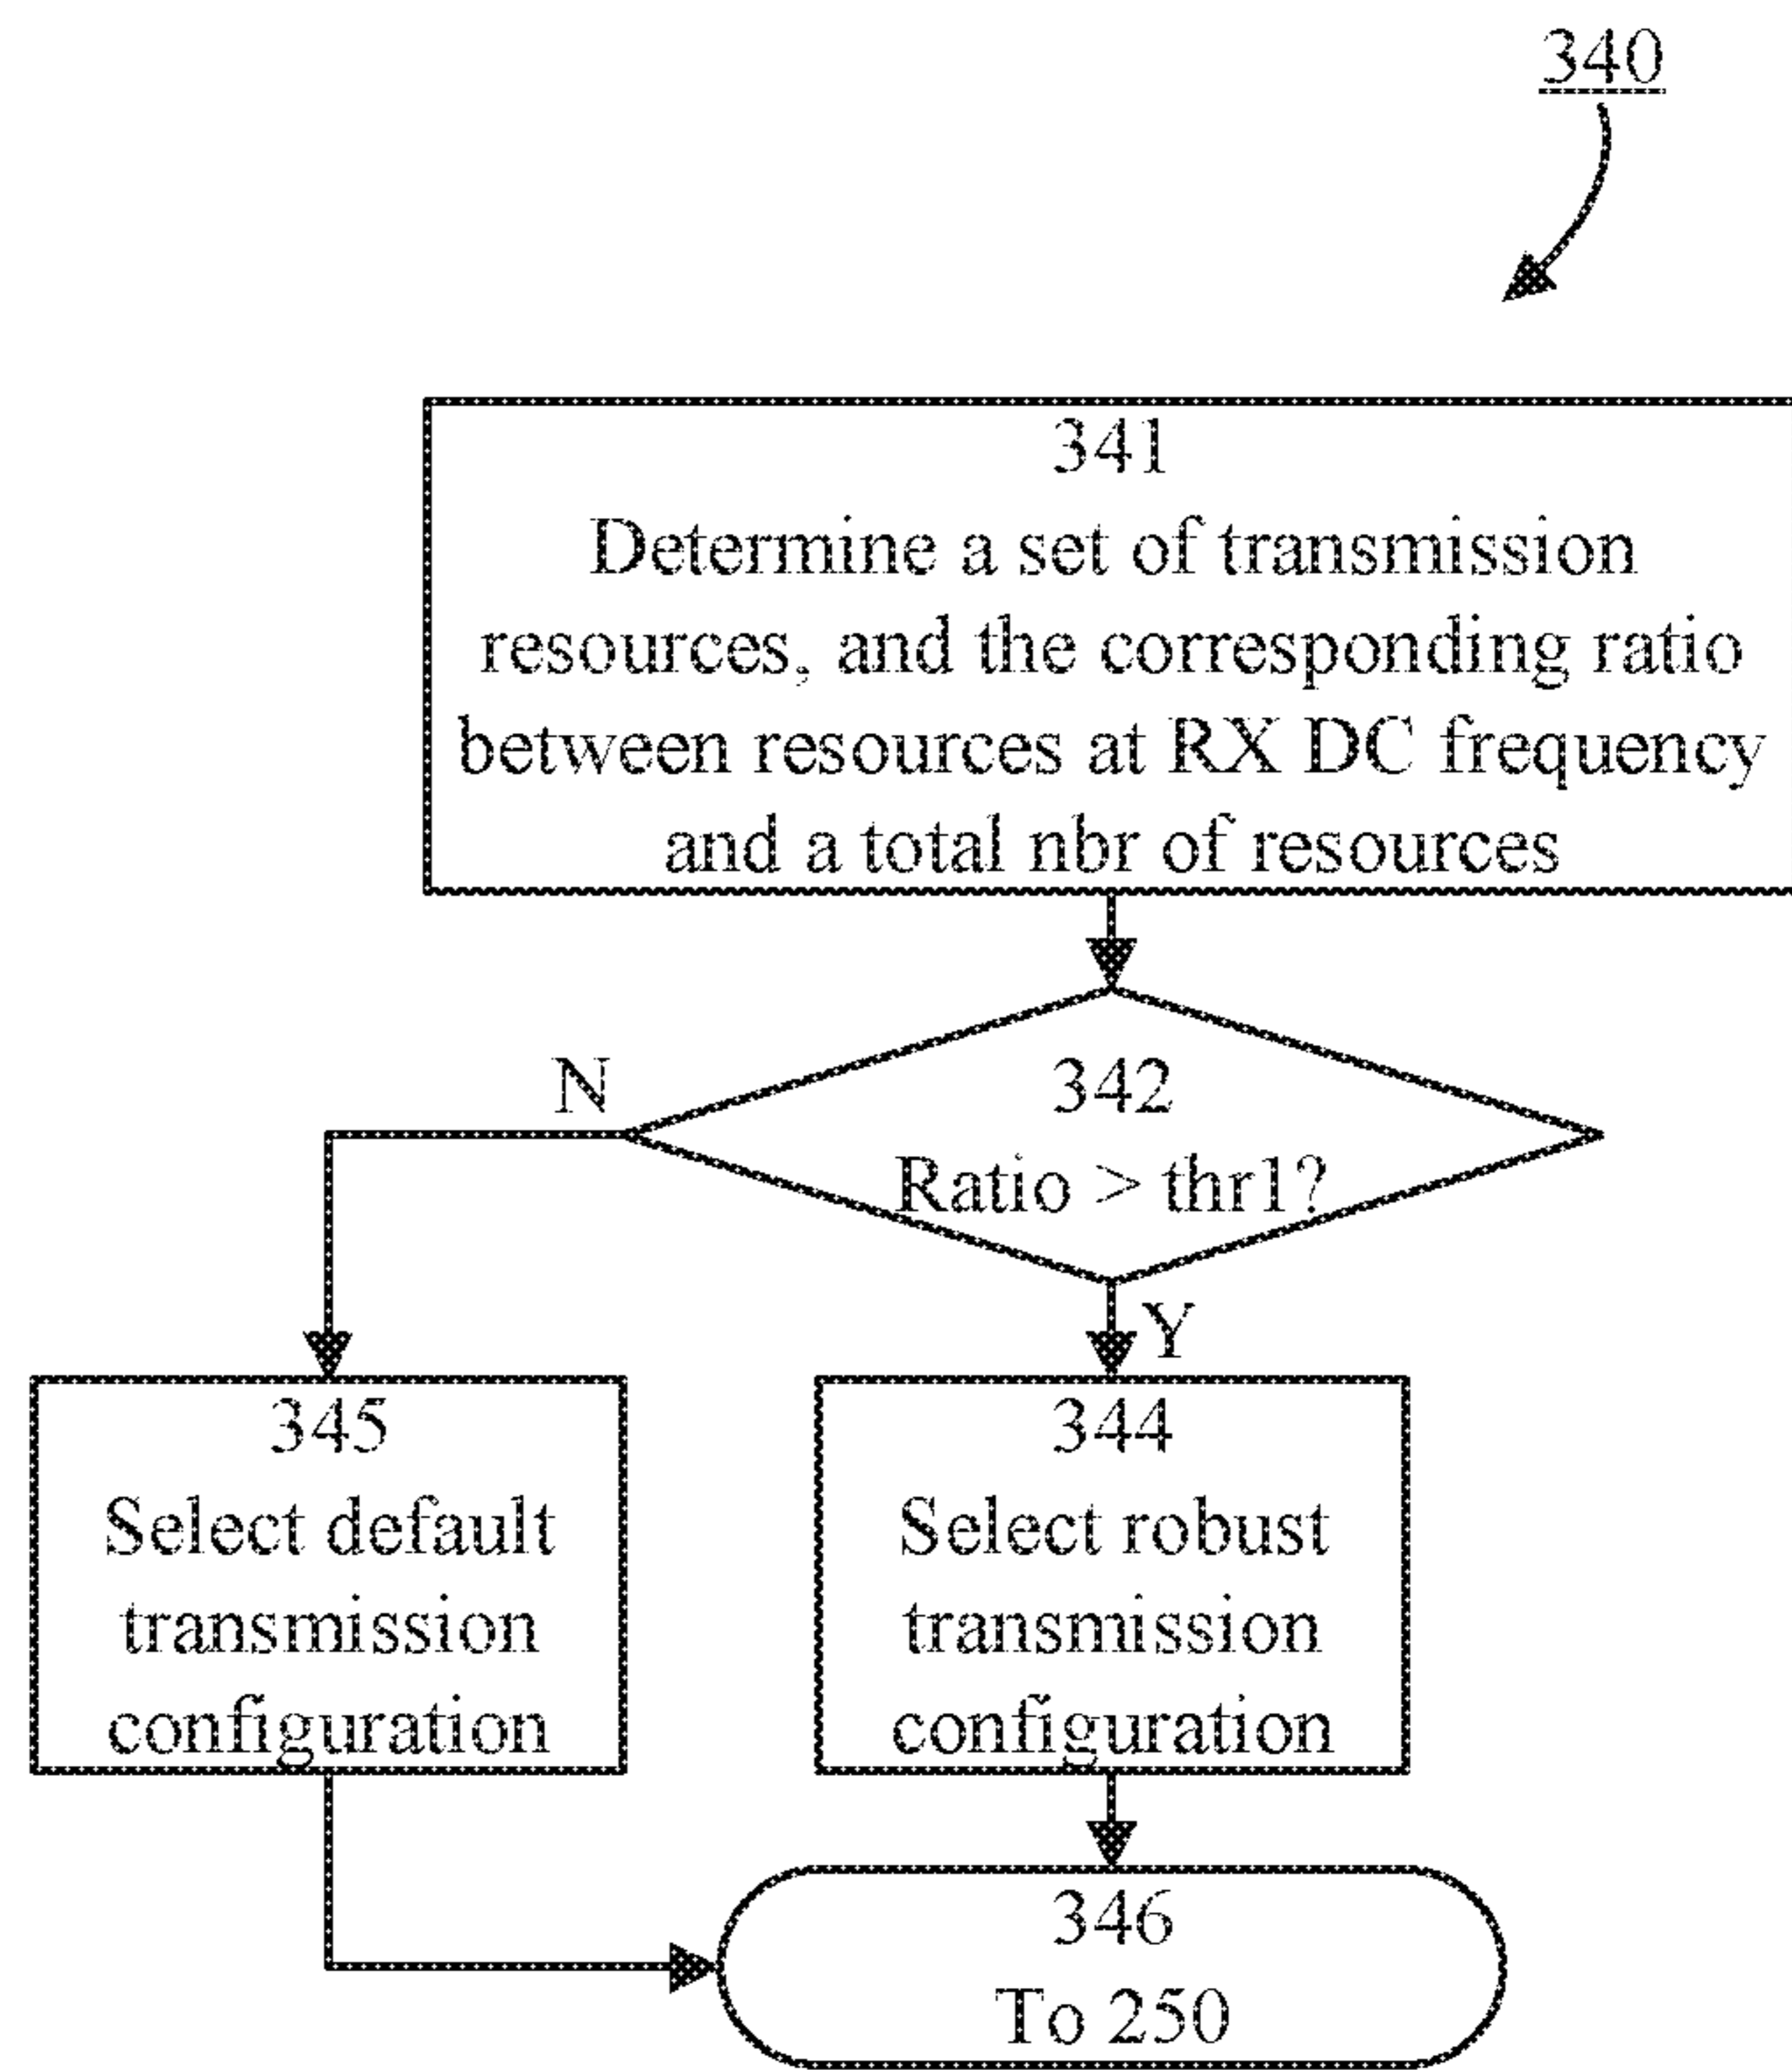 340
341
Determine a set of transmission
resources, and the corresponding ratio
between resources at RX DC frequency
and a total nbr of resources
N
342
Ratio > thr1?
Y
345
Select default
transmission
configuration
344
Select robust
transmission
configuration
346
To 250